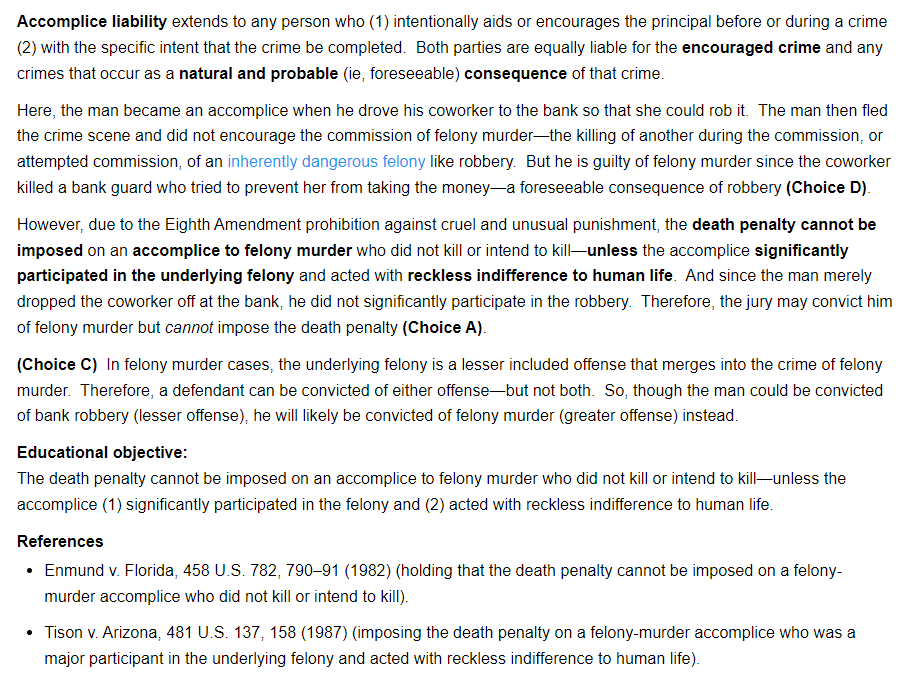 Accomplice liability extends to any person who (1) intentionally aids or encourages the principal before or during a crime
(2) with the specific intent that the crime be completed.  Both parties are equally liable for the encouraged crime and any
crimes that occur as a natural and probable (ie, foreseeable) consequence of that crime.
Here, the man became an accomplice when he drove his coworker to the bank so that she could rob it.  The man then fled
the crime scene and did not encourage the commission of felony murder—the killing of another during the commission, or
attempted commission, of an inherently dangerous felony like robbery.  But he is guilty of felony murder since the coworker
killed a bank guard who tried to prevent her from taking the money—a foreseeable consequence of robbery (Choice D).
However, due to the Eighth Amendment prohibition against cruel and unusual punishment, the death penalty cannot be
imposed on an accomplice to felony murder who did not kill or intend to kill—unless the accomplice significantly
participated in the underlying felony and acted with reckless indifference to human life.  And since the man merely
dropped the coworker off at the bank, he did not significantly participate in the robbery.  Therefore, the jury may convict him
of felony murder but cannot impose the death penalty (Choice A).
(Choice C)  In felony murder cases, the underlying felony is a lesser included offense that merges into the crime of felony
murder.  Therefore, a defendant can be convicted of either offense—but not both.  So, though the man could be convicted
of bank robbery (lesser offense), he will likely be convicted of felony murder (greater offense) instead.
Educational objective:
The death penalty cannot be imposed on an accomplice to felony murder who did not kill or intend to kill—unless the
accomplice (1) significantly participated in the felony and (2) acted with reckless indifference to human life.
References
• Enmund v. Florida, 458 U.S. 782, 790–91 (1982) (holding that the death penalty cannot be imposed on a felony-
murder accomplice who did not kill or intend to kill).
• Tison v. Arizona, 481 U.S. 137, 158 (1987) (imposing the death penalty on a felony-murder accomplice who was a
major participant in the underlying felony and acted with reckless indifference to human life).